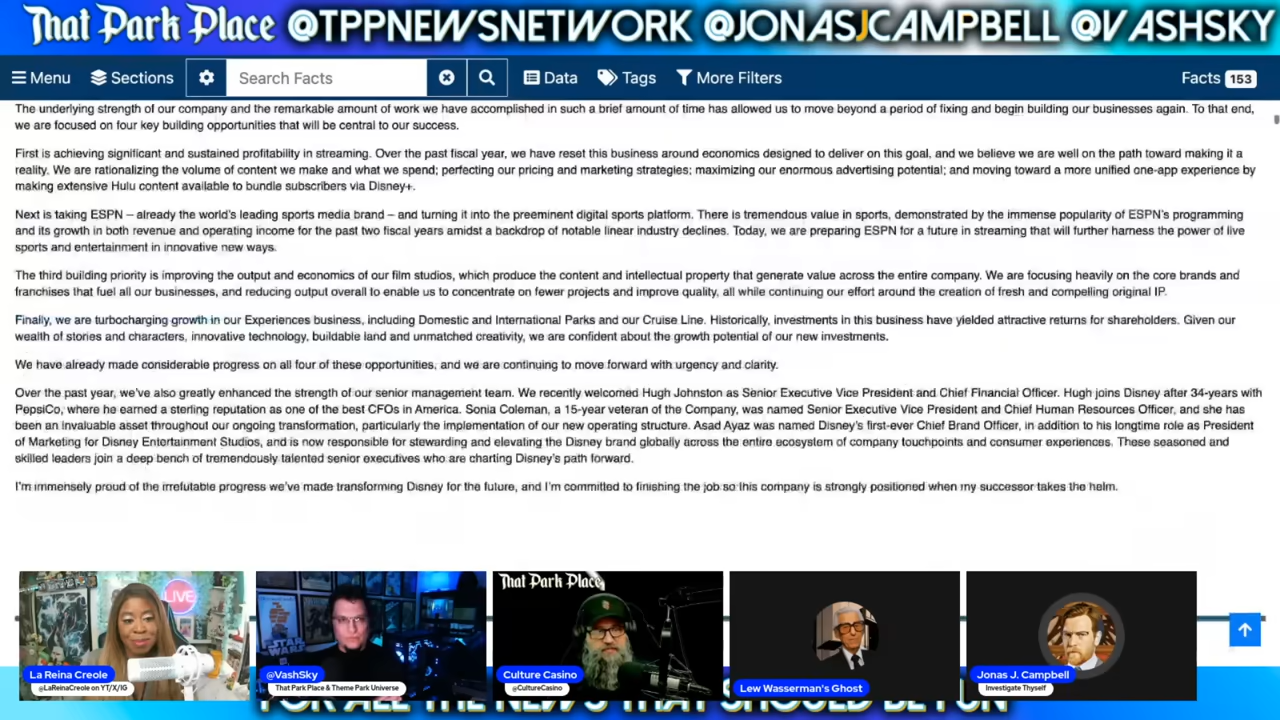 That Park Place @TPPNEWSNETWORK @JONASJCAMPBELL @VASHSKY
Menu Sections Search Facts Data Tags More Filters Facts 153
The underlying strength of our company and the remarkable amount of work we have accomplished in such a brief amount of time has allowed us to move beyond a period of fixing and begin building our businesses again. To that end,
we are focused on four key building opportunities that will be central to our success.
First is achieving significant and sustained profitability in streaming. Over the past fiscal year, we have reset this business around economics designed to deliver on this goal, and we believe we are well on the path toward making it a
reality. We are rationalizing the volume of content we make and what we spend; perfecting our pricing and marketing strategies; maximizing our enormous advertising potential; and moving toward a more unified one-app experience by
making extensive Hulu content available to bundle subscribers via Disney+.
Next is taking ESPN – already the world's leading sports media brand – and turning it into the preeminent digital sports platform. There is tremendous value in sports, demonstrated by the immense popularity of ESPN's programming
and its growth in both revenue and operating income for the past two fiscal years amidst a backdrop of notable linear industry declines. Today, we are preparing ESPN for a future in streaming that will further harness the power of live
sports and entertainment in innovative new ways.
The third building priority is improving the output and economics of our film studios, which produce the content and intellectual property that generate value across the entire company. We are focusing heavily on the core brands and
franchises that fuel all our businesses, and reducing output overall to enable us to concentrate on fewer projects and improve quality, all while continuing our effort around the creation of fresh and compelling original IP.
Finally, we are turbocharging growth in our Experiences business, including Domestic and International Parks and our Cruise Line. Historically, investments in this business have yielded attractive returns for shareholders. Given our
wealth of stories and characters, innovative technology, buildable land and unmatched creativity, we are confident about the growth potential of our new investments.
We have already made considerable progress on all four of these opportunities, and we are continuing to move forward with urgency and clarity.
Over the past year, we've also greatly enhanced the strength of our senior management team. We recently welcomed Hugh Johnston as Senior Executive Vice President and Chief Financial Officer. Hugh joins Disney after 34-years with
PepsiCo, where he earned a sterling reputation as one of the best CFOs in America. Sonia Coleman, a 15-year veteran of the Company, was named Senior Executive Vice President and Chief Human Resources Officer, and she has
been an invaluable asset throughout our ongoing transformation, particularly the implementation of our new operating structure. Asad Ayaz was named Disney's first-ever Chief Brand Officer, in addition to his longtime role as President
of Marketing for Disney Entertainment Studios, and is now responsible for stewarding and elevating the Disney brand globally across the entire ecosystem of company touchpoints and consumer experiences. These seasoned and
skilled leaders join a deep bench of tremendously talented senior executives who are charting Disney's path forward.
I'm immensely proud of the irrefutable progress we've made transforming Disney for the future, and I'm committed to finishing the job so this company is strongly positioned when my successor takes the helm.
LIVE
STAR
WARS
That Park Place
La Reina Creole
@LaReinaCreole on YT/X/IG
@VashSky
That Park Place & Theme Park Universe
Culture Casino
@CultureCasino
Lew Wasserman's Ghost
Jonas J. Campbell
Investigate Thyself
FOR ALL THE NEWS THAT SHOULD BE FUN